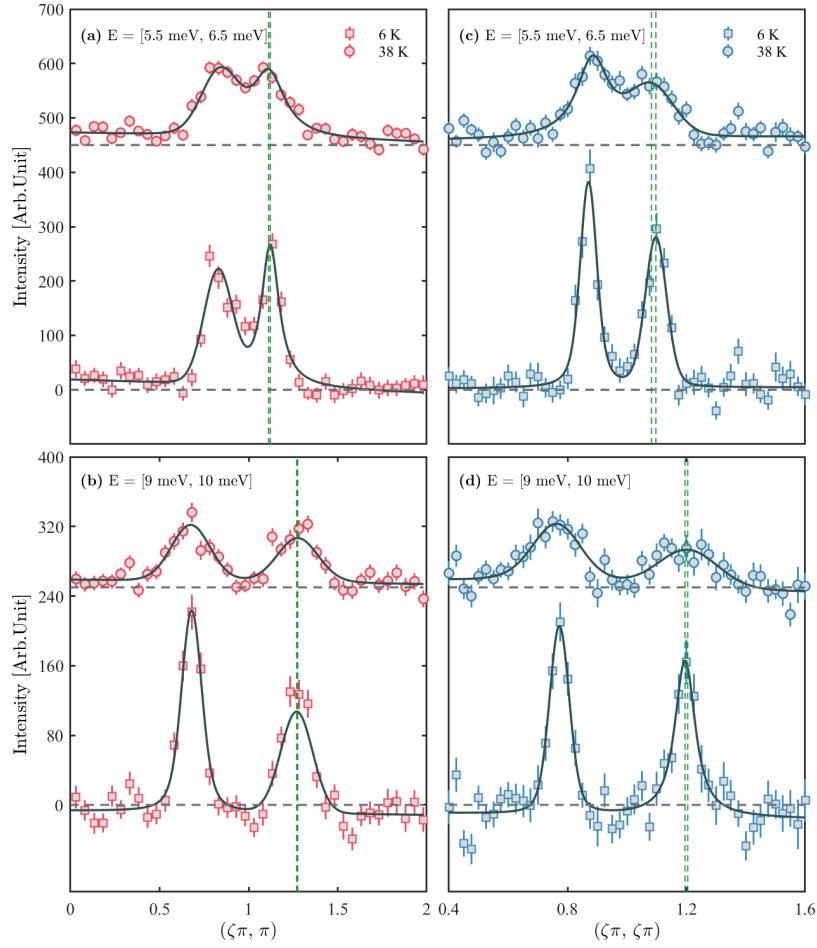 (a) E = [5.5 meV, 6.5 meV]
6 K
38 K
(c) E = [5.5 meV, 6.5 meV]
6 K
38 K
700
600
500
400
300
200
100
0
Intensity [Arb.Unit]
(b) E = [9 meV, 10 meV]
(d) E = [9 meV, 10 meV]
400
320
240
160
80
0
Intensity [Arb.Unit]
0 0.5 1 1.5 2
0.4 0.8 1.2 1.6
(ζπ, π)
(ζπ, ζπ)